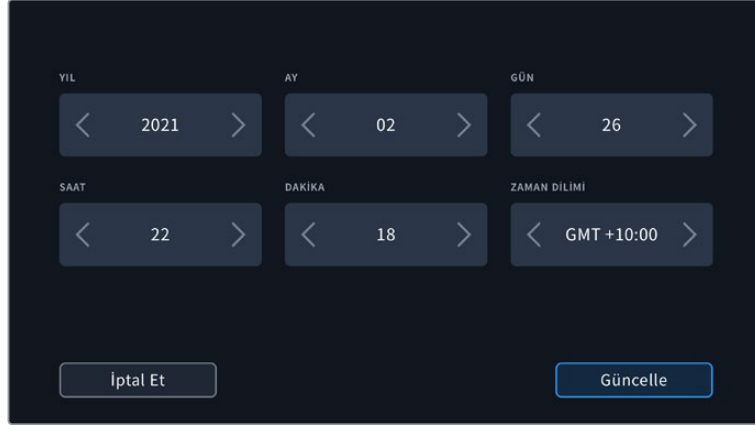 YIL AY GÜN
2021 02 26
SAAT DAKİKA ZAMAN DİLİMİ
22 18 GMT +10:00
İptal Et Güncelle